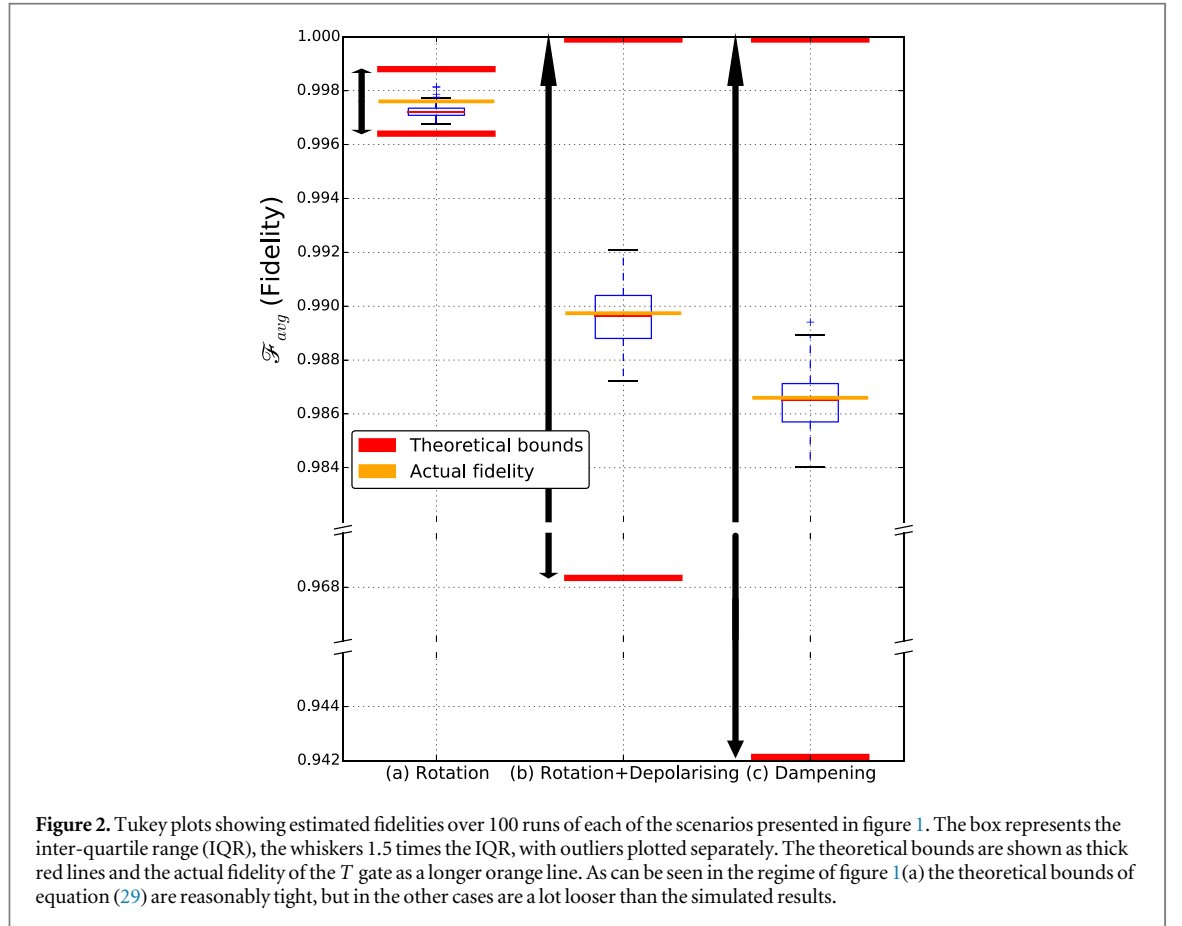 1.000
0.998
0.996
0.994
0.992
0.990
0.988
0.986
0.984
0.968
0.944
0.942
ℱavg (Fidelity)
Theoretical bounds
Actual fidelity
(a) Rotation (b) Rotation+Depolarising (c) Dampening
Figure 2. Tukey plots showing estimated fidelities over 100 runs of each of the scenarios presented in figure 1. The box represents the
inter-quartile range (IQR), the whiskers 1.5 times the IQR, with outliers plotted separately. The theoretical bounds are shown as thick
red lines and the actual fidelity of the T gate as a longer orange line. As can be seen in the regime of figure 1(a) the theoretical bounds of
equation (29) are reasonably tight, but in the other cases are a lot looser than the simulated results.